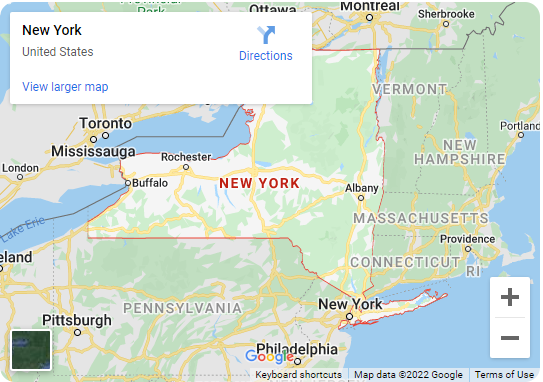 Provincial
Park
Ottawa
Montreal
Sherbrooke
New York
United States
Directions
View larger map
VERMONT
Toronto
Mississauga
Portland
London
Rochester
NEW
HAMPSHIRE
Buffalo
NEW YORK
Albany
MASSACHUSETTS
Lake Erie
Providence
CONNECTICUT
RI
eland
PENNSYLVANIA
New York
Pittsburgh
Philadelphia
Google
Keyboard shortcuts
Map data ©2022 Google
Terms of Use